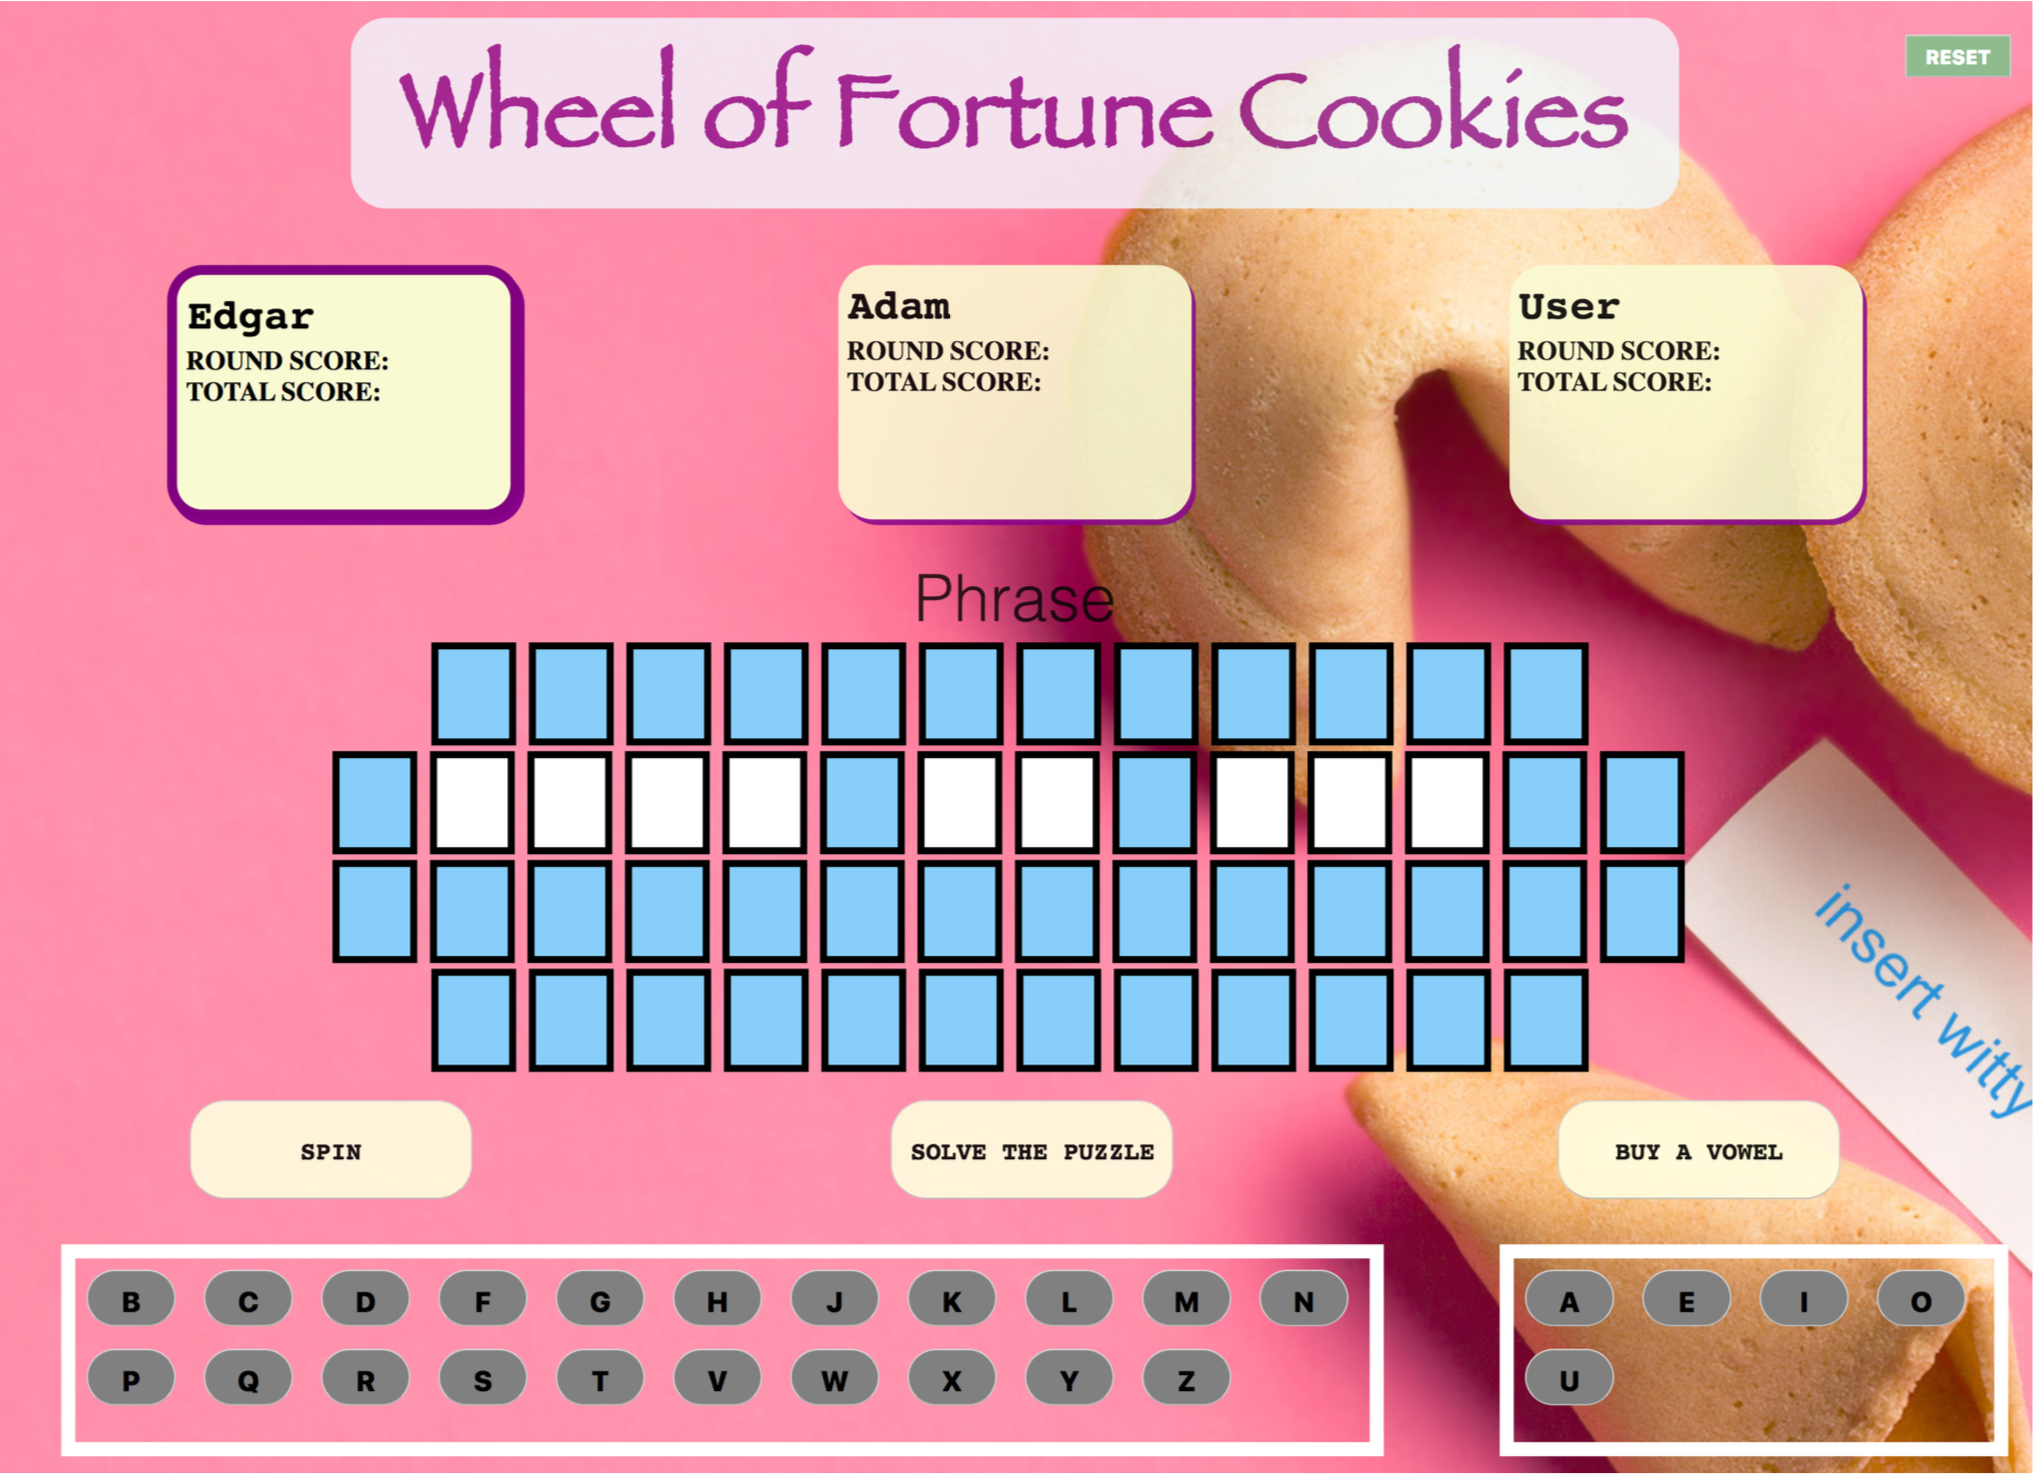 Wheel of Fortune Cookies
RESET
Edgar
ROUND SCORE:
TOTAL SCORE:
Adam
ROUND SCORE:
TOTAL SCORE:
User
ROUND SCORE:
TOTAL SCORE:
Phrase
insert witty
SPIN
SOLVE THE PUZZLE
BUY A VOWEL
B C D F G H J K L M N
P Q R S T V W X Y Z
A E I O
U